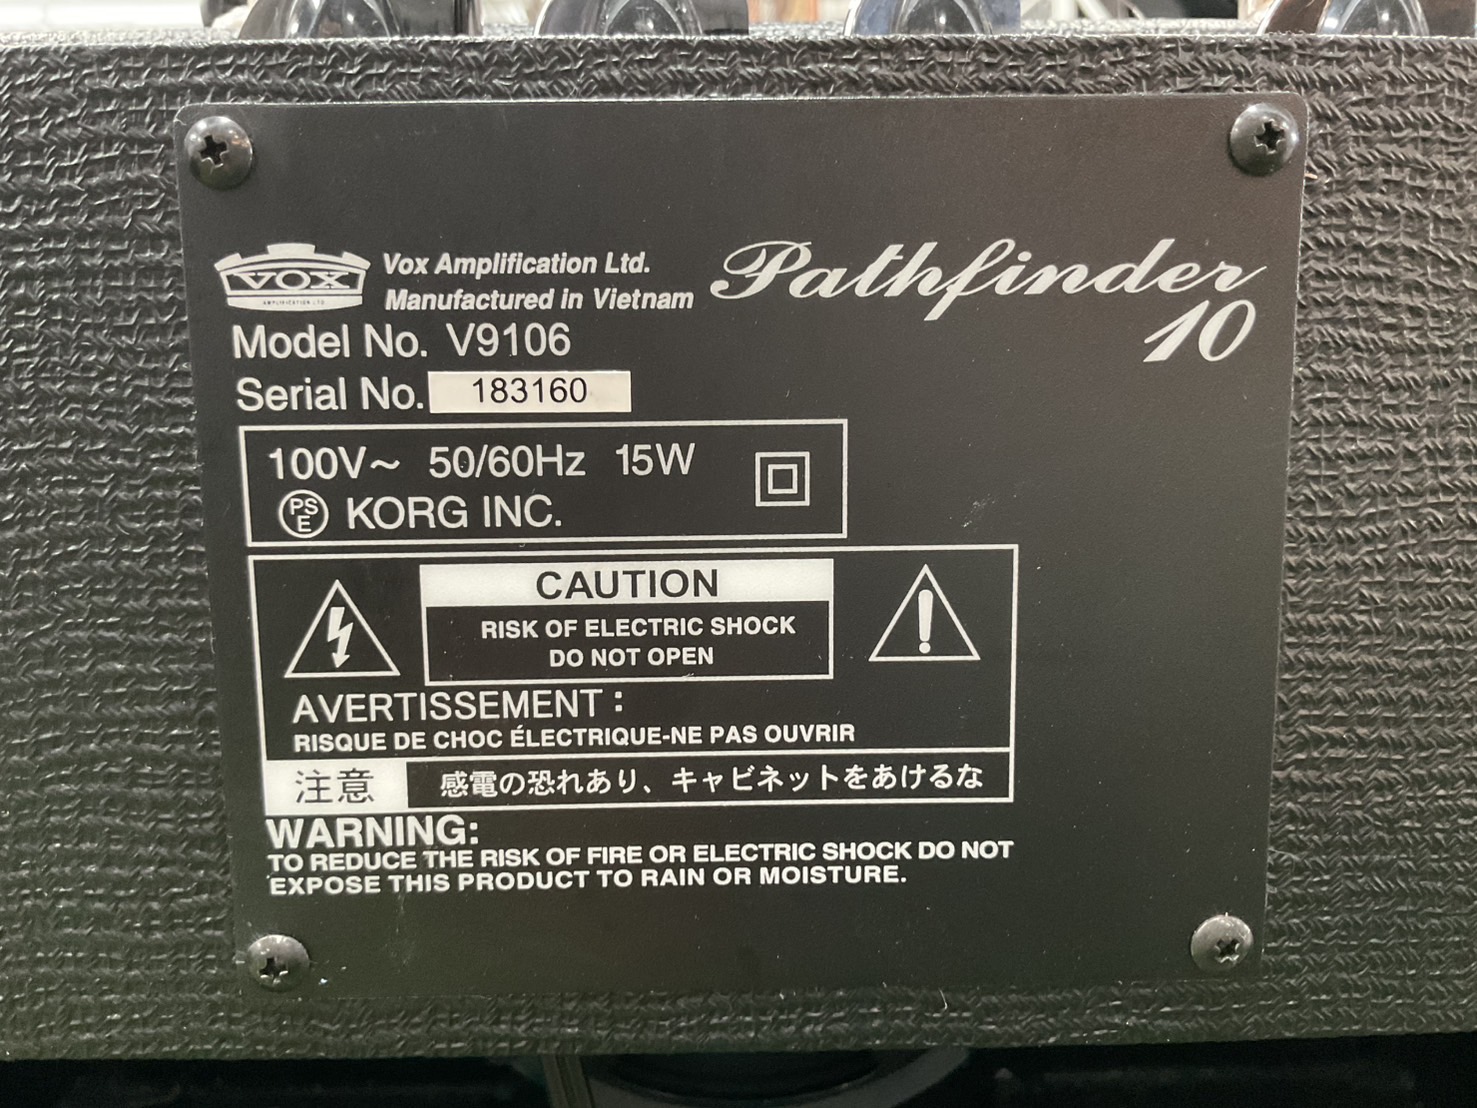 VOX
AMPLIFICATION LTD.
Vox Amplification Ltd.
Manufactured in Vietnam
Pathfinder
10
Model No. V9106
Serial No. 183160
100V~ 50/60Hz 15W
PS
E
KORG INC.
CAUTION
RISK OF ELECTRIC SHOCK
DO NOT OPEN
AVERTISSEMENT :
RISQUE DE CHOC ÉLECTRIQUE-NE PAS OUVRIR
注意
感電の恐れあり、キャビネットをあけるな
WARNING:
TO REDUCE THE RISK OF FIRE OR ELECTRIC SHOCK DO NOT
EXPOSE THIS PRODUCT TO RAIN OR MOISTURE.